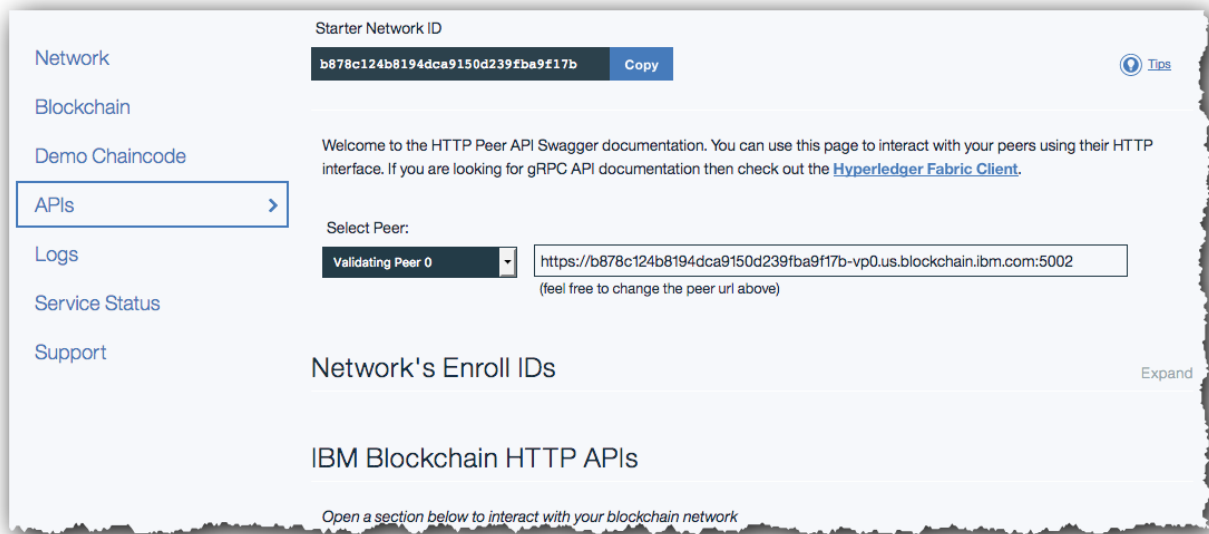 Network
Blockchain
Demo Chaincode
APIs
Logs
Service Status
Support
Starter Network ID
b878c124b8194dca9150d239fba9f17b Copy
Tips
Welcome to the HTTP Peer API Swagger documentation. You can use this page to interact with your peers using their HTTP
interface. If you are looking for gRPC API documentation then check out the Hyperledger Fabric Client.
Select Peer:
Validating Peer 0 https://b878c124b8194dca9150d239fba9f17b-vp0.us.blockchain.ibm.com:5002
(feel free to change the peer url above)
Network's Enroll IDs
Expand
IBM Blockchain HTTP APIs
Open a section below to interact with your blockchain network